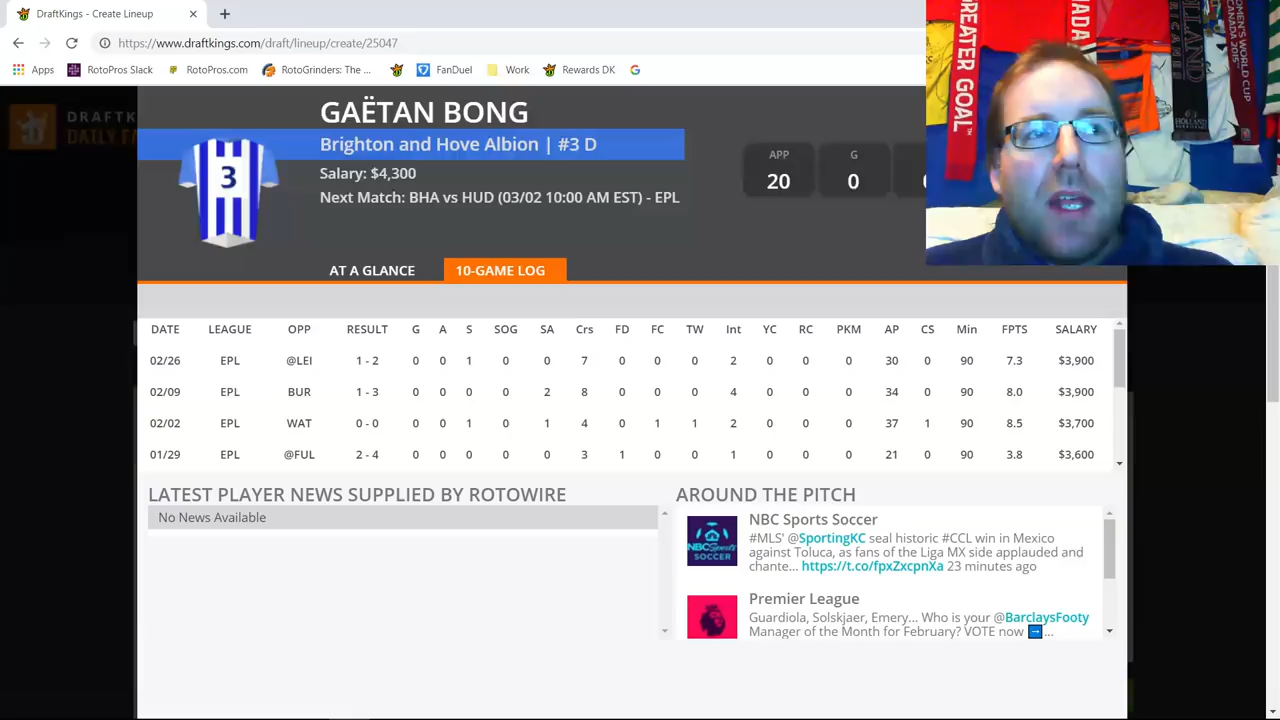 DraftKings - Create Lineup
https://www.draftkings.com/draft/lineup/create/25047
Apps RotoPros Slack RotoPros.com RotoGrinders: The ... FanDuel Work Rewards DK
DRAFTK
DAILY FA
GAËTAN BONG
Brighton and Hove Albion | #3 D
3
Salary: $4,300
Next Match: BHA vs HUD (03/02 10:00 AM EST) - EPL
APP G
20 0
AT A GLANCE 10-GAME LOG
DATE LEAGUE OPP RESULT G A S SOG SA Crs FD FC TW Int YC RC PKM AP CS Min FPTS SALARY
02/26 EPL @LEI 1 - 2 0 0 1 0 0 7 0 0 0 2 0 0 0 30 0 90 7.3 $3,900
02/09 EPL BUR 1 - 3 0 0 0 0 2 8 0 0 0 4 0 0 0 34 0 90 8.0 $3,900
02/02 EPL WAT 0 - 0 0 0 1 0 1 4 0 1 1 2 0 0 0 37 1 90 8.5 $3,700
01/29 EPL @FUL 2 - 4 0 0 0 0 0 3 1 0 0 1 0 0 0 21 0 90 3.8 $3,600
LATEST PLAYER NEWS SUPPLIED BY ROTOWIRE
No News Available
AROUND THE PITCH
NBC Sports Soccer
#MLS' @SportingKC seal historic #CCL win in Mexico
against Toluca, as fans of the Liga MX side applauded and
chante... https://t.co/fpxZxcpnXa 23 minutes ago
Premier League
Guardiola, Solskjaer, Emery... Who is your @BarclaysFooty
Manager of the Month for February? VOTE now ➡ ...
REATER GOAL
WOMEN'S WORLD CUP
CANADA 2015